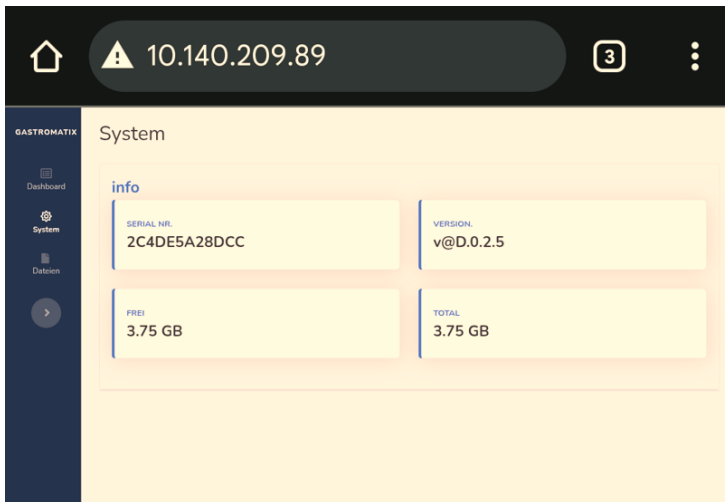 10.140.209.89
3
GASTROMATIX
Dashboard
System
Dateien
System
info
SERIAL NR.
2C4DE5A28DCC
VERSION.
v@D.0.2.5
FREI
3.75 GB
TOTAL
3.75 GB